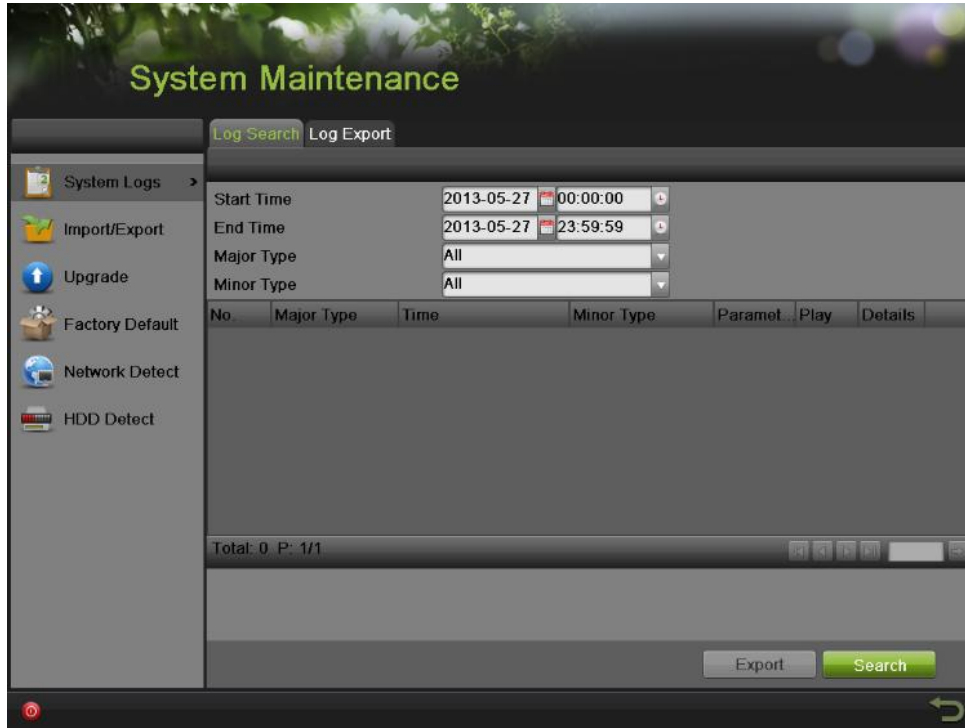 System Maintenance
Log Search Log Export
System Logs >
Import/Export
Upgrade
Factory Default
Network Detect
HDD Detect
Start Time 2013-05-27 00:00:00
End Time 2013-05-27 23:59:59
Major Type All
Minor Type All
No. Major Type Time Minor Type Paramet... Play Details
Total: 0 P: 1/1
Export Search